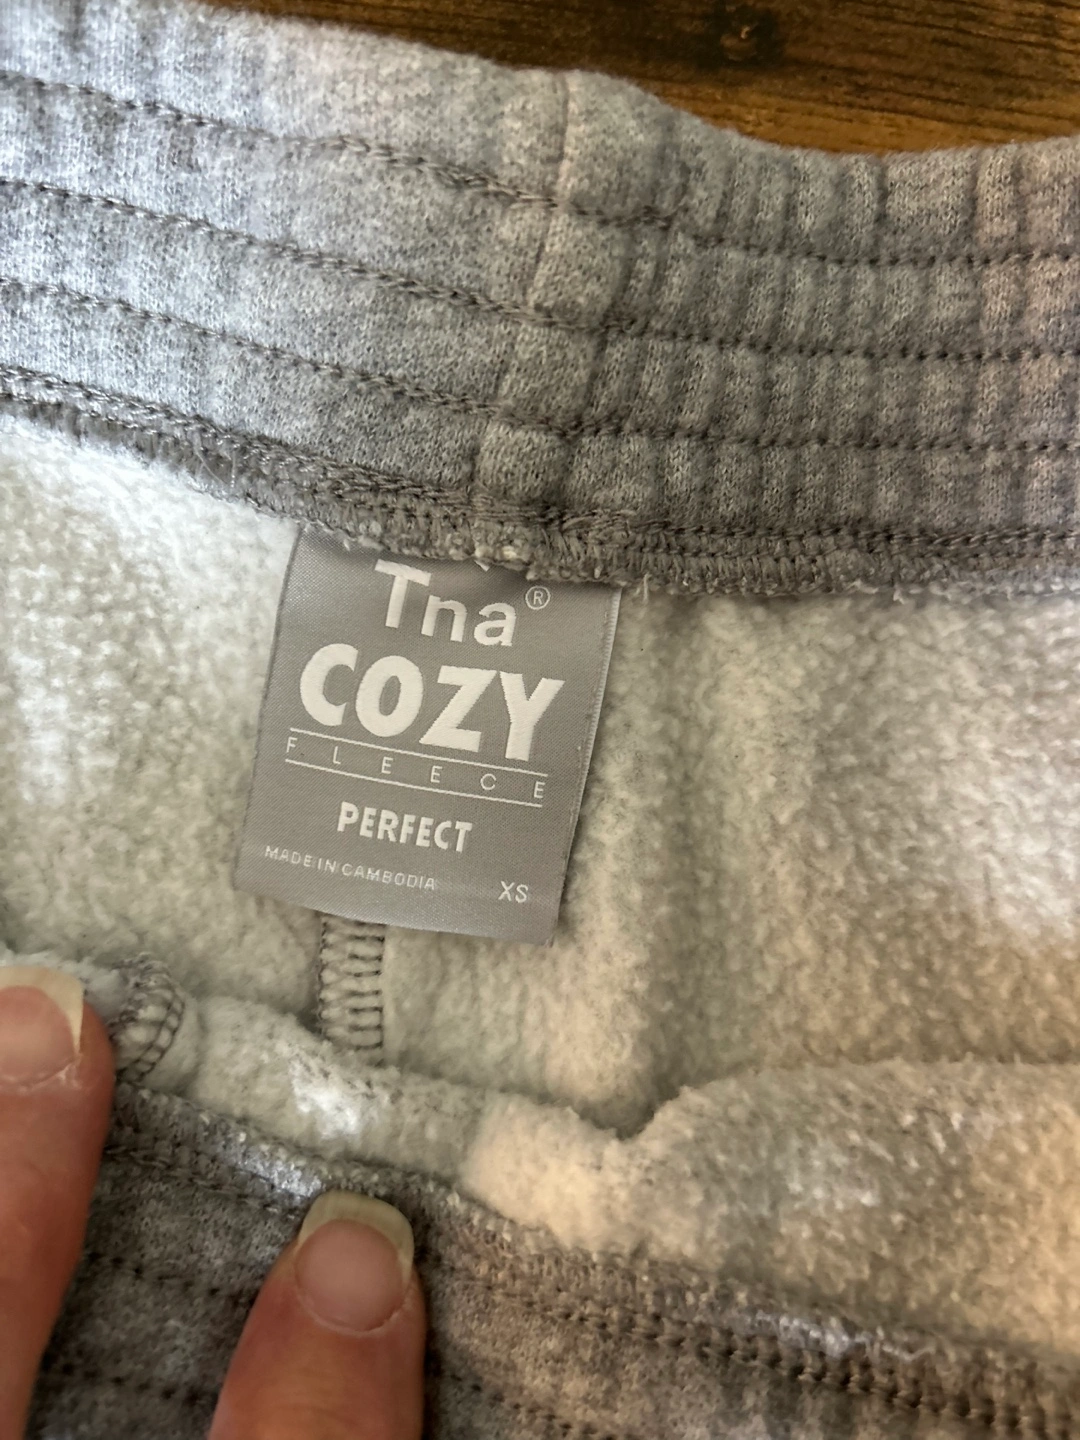 Tna®
COZY
FLEECE
PERFECT
MADE IN CAMBODIA XS